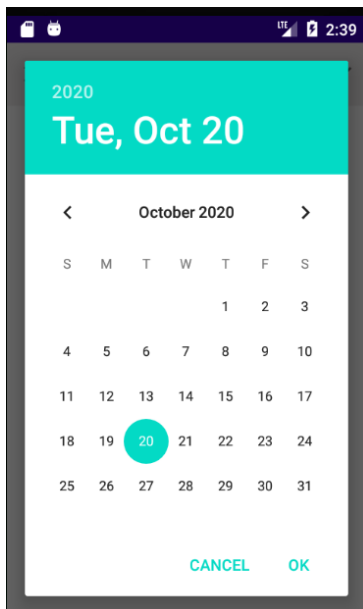 LTE 2:39
2020
Tue, Oct 20
October 2020
S M T W T F S
1 2 3
4 5 6 7 8 9 10
11 12 13 14 15 16 17
18 19 20 21 22 23 24
25 26 27 28 29 30 31
CANCEL OK